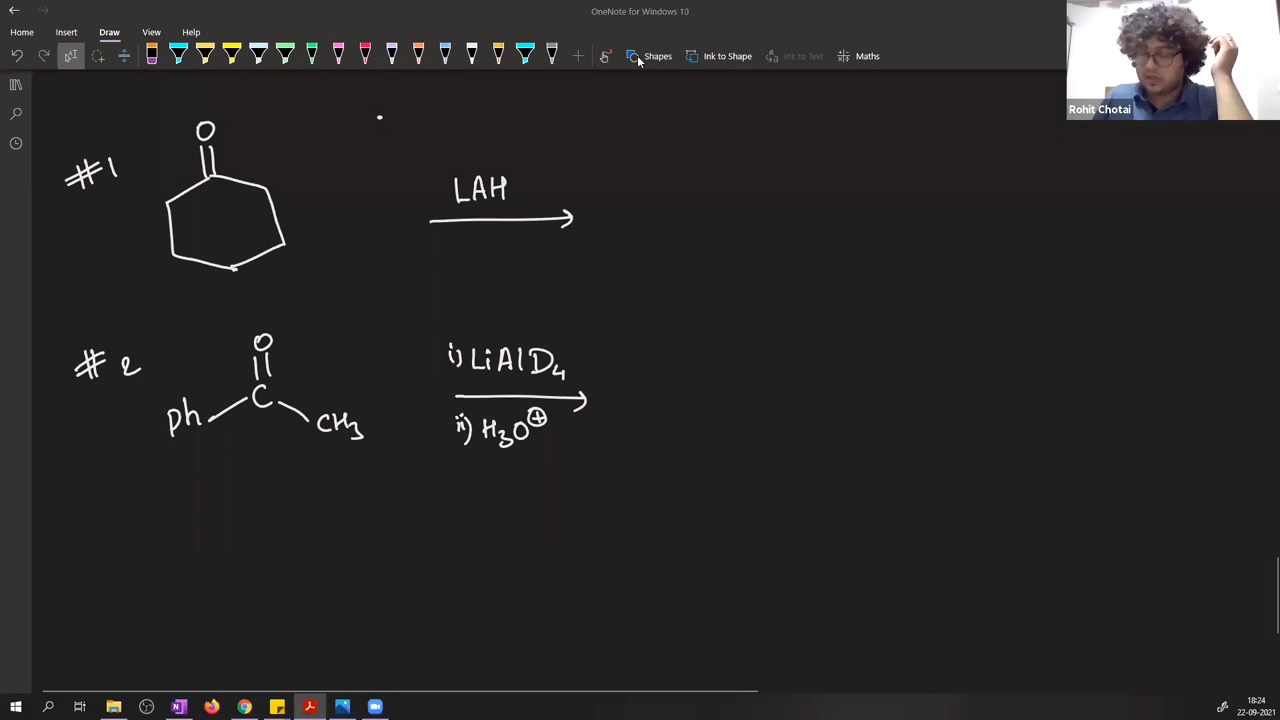 OneNote for Windows 10
Home Insert Draw View Help
Shapes Ink to Shape Ink to Text Maths
Rohit Chotai
#1
O
LAH
#2
O
Ph C CH3
i) LiAlD4
ii) H3O⊕
18:24
22-09-2021